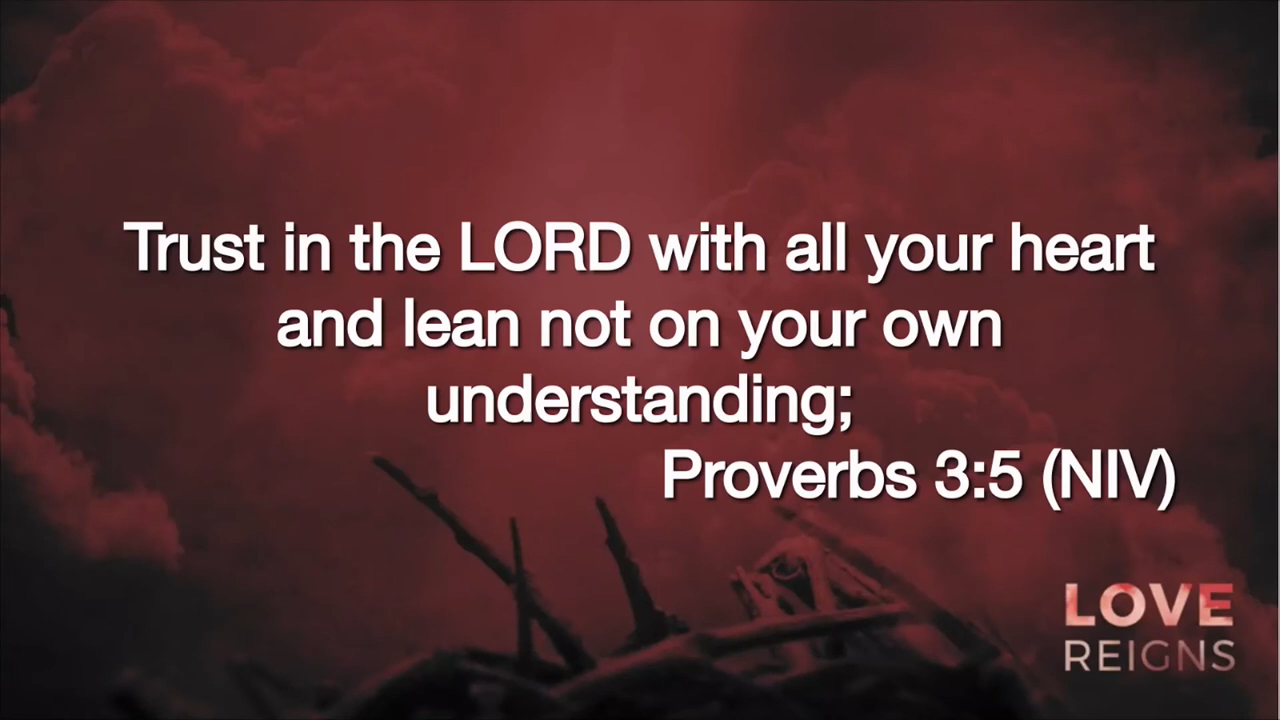 Trust in the LORD with all your heart
and lean not on your own
understanding;
Proverbs 3:5 (NIV)
LOVE
REIGNS